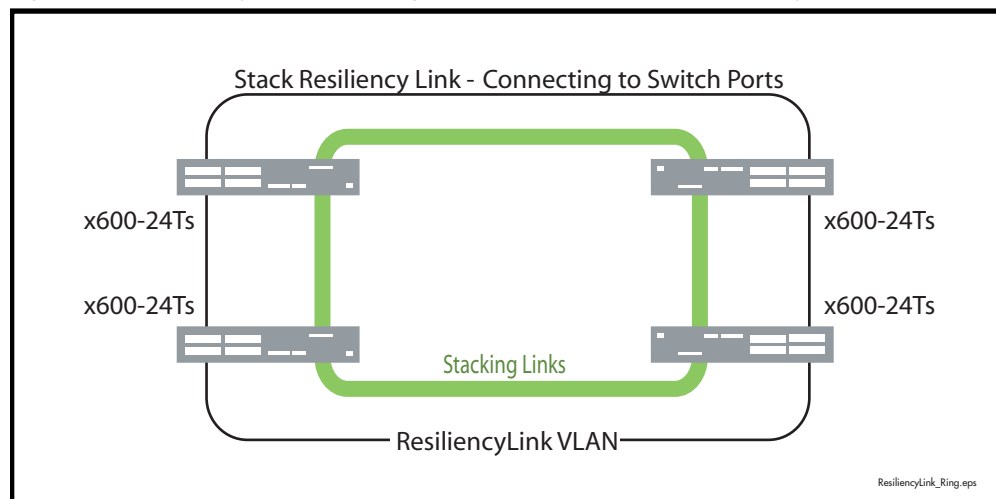 Stack Resiliency Link - Connecting to Switch Ports
x600-24Ts
x600-24Ts
x600-24Ts
x600-24Ts
Stacking Links
ResiliencyLink VLAN
ResiliencyLink_Ring.eps